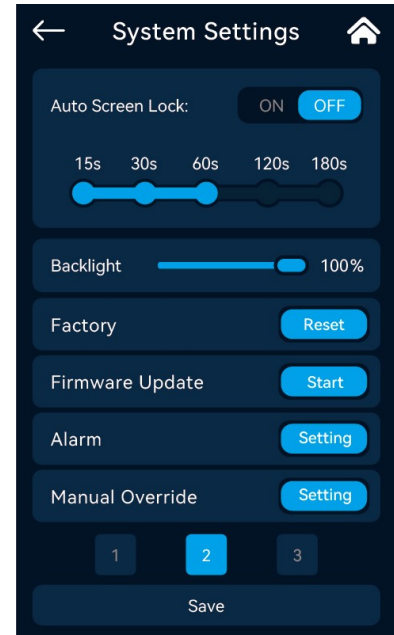 System Settings
Auto Screen Lock: ON OFF
15s 30s 60s 120s 180s
Backlight 100%
Factory Reset
Firmware Update Start
Alarm Setting
Manual Override Setting
1 2 3
Save